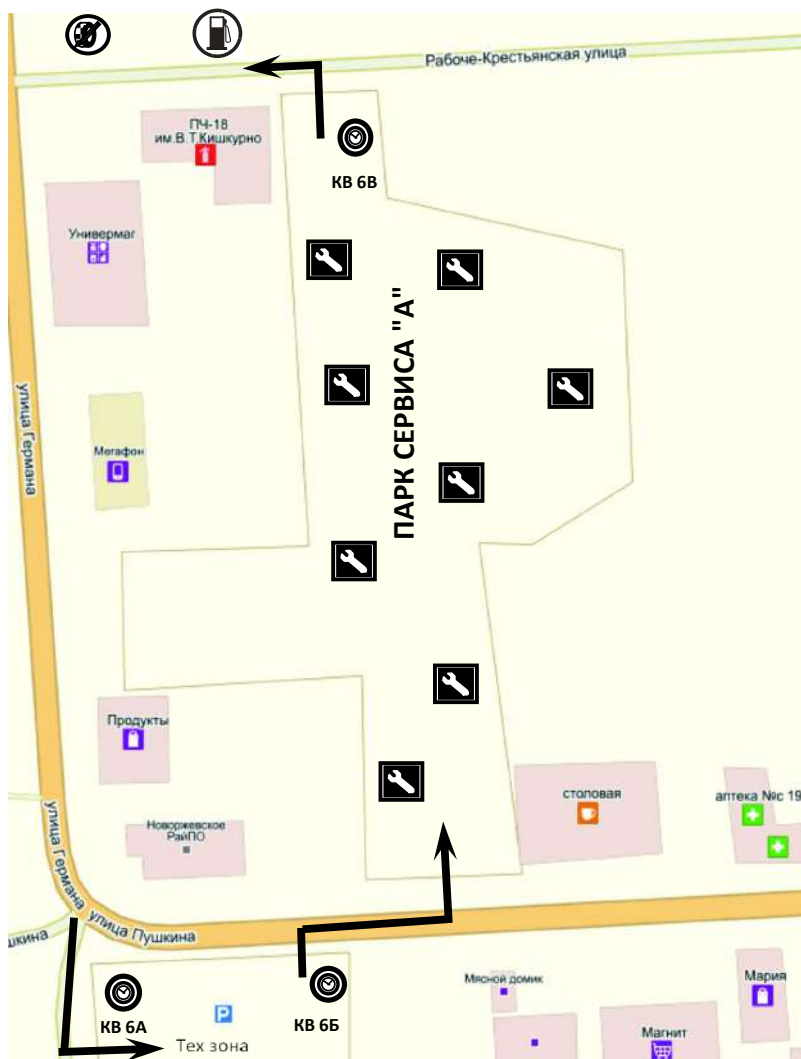 Рабоче-Крестьянская улица
ПЧ-18
им.В.Т.Кишкурно
КВ 6В
Универмаг
ПАРК СЕРВИСА "А"
улица Германа
Мегафон
Продукты
столовая
аптека №с 19
Новоржевское
РайПО
улица Германа
улица Пушкина
шкина
КВ 6А
P
Тех зона
КВ 6Б
Мясной домик
Мария
Магнит